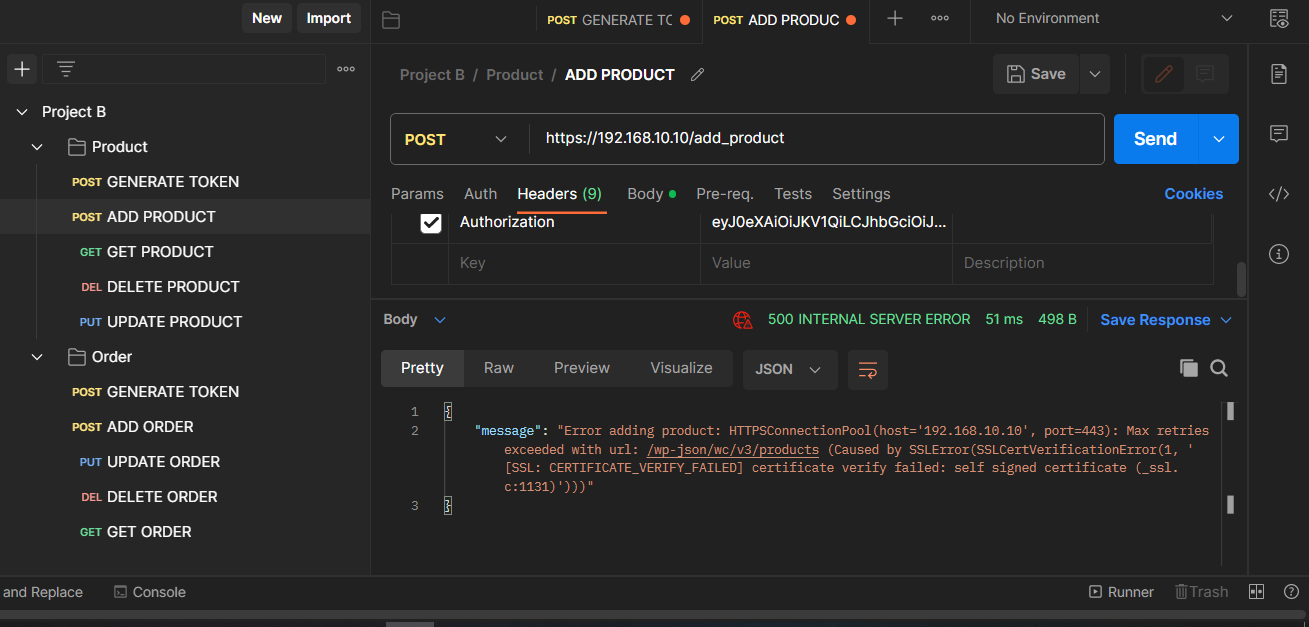 New
Import
POST GENERATE TC
POST ADD PRODUC
No Environment
Project B / Product / ADD PRODUCT
Save
Project B
Product
POST GENERATE TOKEN
POST ADD PRODUCT
GET GET PRODUCT
DEL DELETE PRODUCT
PUT UPDATE PRODUCT
Order
POST GENERATE TOKEN
POST ADD ORDER
PUT UPDATE ORDER
DEL DELETE ORDER
GET GET ORDER
POST
https://192.168.10.10/add_product
Send
Params Auth Headers (9) Body Pre-req. Tests Settings
Cookies
Authorization eyJ0eXAiOiJKV1QiLCJhbGciOiJ...
Key Value Description
Body
500 INTERNAL SERVER ERROR 51 ms 498 B Save Response
Pretty Raw Preview Visualize JSON
1 {
2 "message": "Error adding product: HTTPSConnectionPool(host='192.168.10.10', port=443): Max retries
exceeded with url: /wp-json/wc/v3/products (Caused by SSLError(SSLCertVerificationError(1, '
[SSL: CERTIFICATE_VERIFY_FAILED] certificate verify failed: self signed certificate (_ssl.
c:1131)')))"
3 }
and Replace
Console
Runner
Trash